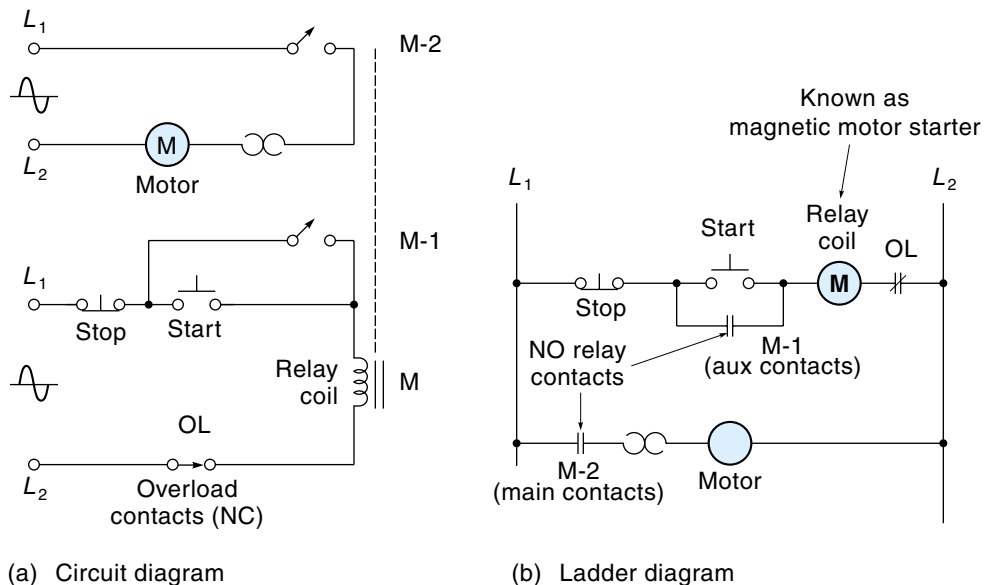 L1
M-2
L2
M
Motor
M-1
L1
Stop
Start
Relay
coil
M
OL
L2
Overload
contacts (NC)
(a) Circuit diagram
Known as
magnetic motor starter
L1
L2
Relay
coil
Start
OL
M
Stop
NO relay
contacts
M-1
(aux contacts)
M-2
(main contacts)
Motor
(b) Ladder diagram